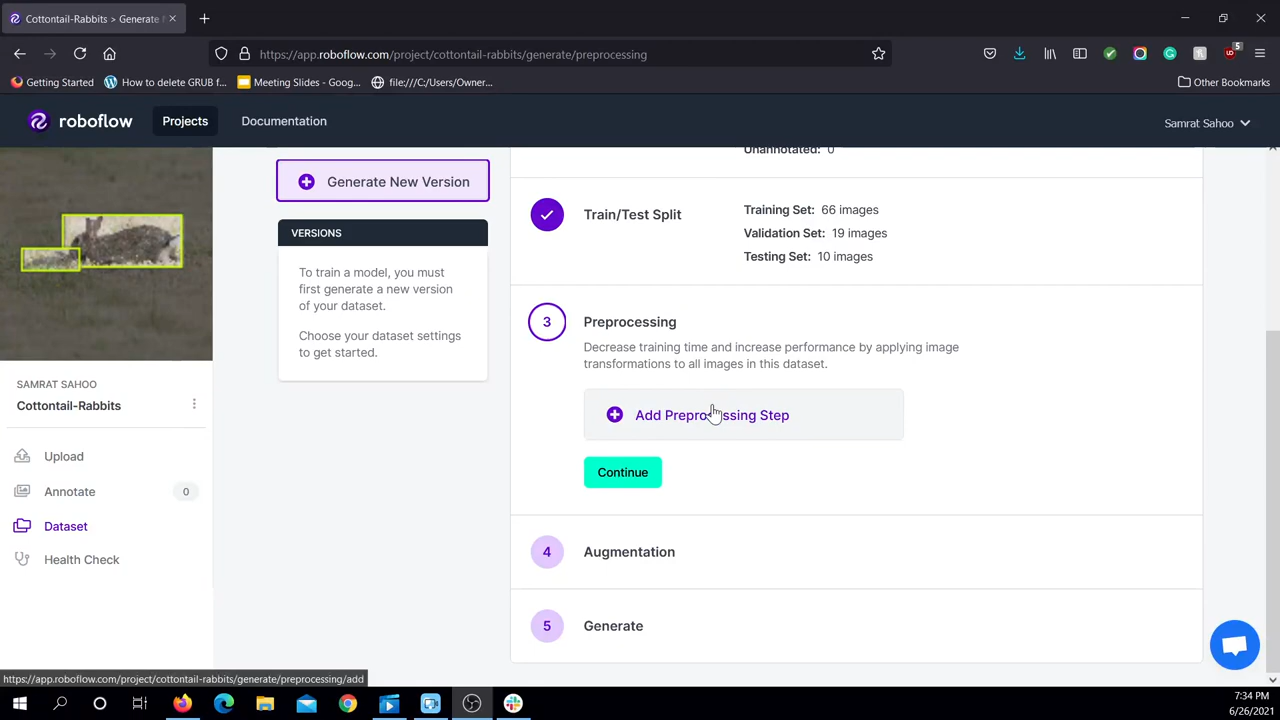 Cottontail-Rabbits > Generate
https://app.roboflow.com/project/cottontail-rabbits/generate/preprocessing
5
Getting Started
How to delete GRUB f...
Meeting Slides - Goog...
file:///C:/Users/Owner...
Other Bookmarks
roboflow
Projects
Documentation
Samrat Sahoo
Generate New Version
VERSIONS
To train a model, you must
first generate a new version
of your dataset.
Choose your dataset settings
to get started.
SAMRAT SAHOO
Cottontail-Rabbits
Upload
Annotate
0
Dataset
Health Check
Unannotated: 0
Train/Test Split
Training Set: 66 images
Validation Set: 19 images
Testing Set: 10 images
3
Preprocessing
Decrease training time and increase performance by applying image
transformations to all images in this dataset.
Add Preprocessing Step
Continue
4
Augmentation
5
Generate
https://app.roboflow.com/project/cottontail-rabbits/generate/preprocessing/add
7:34 PM
6/26/2021